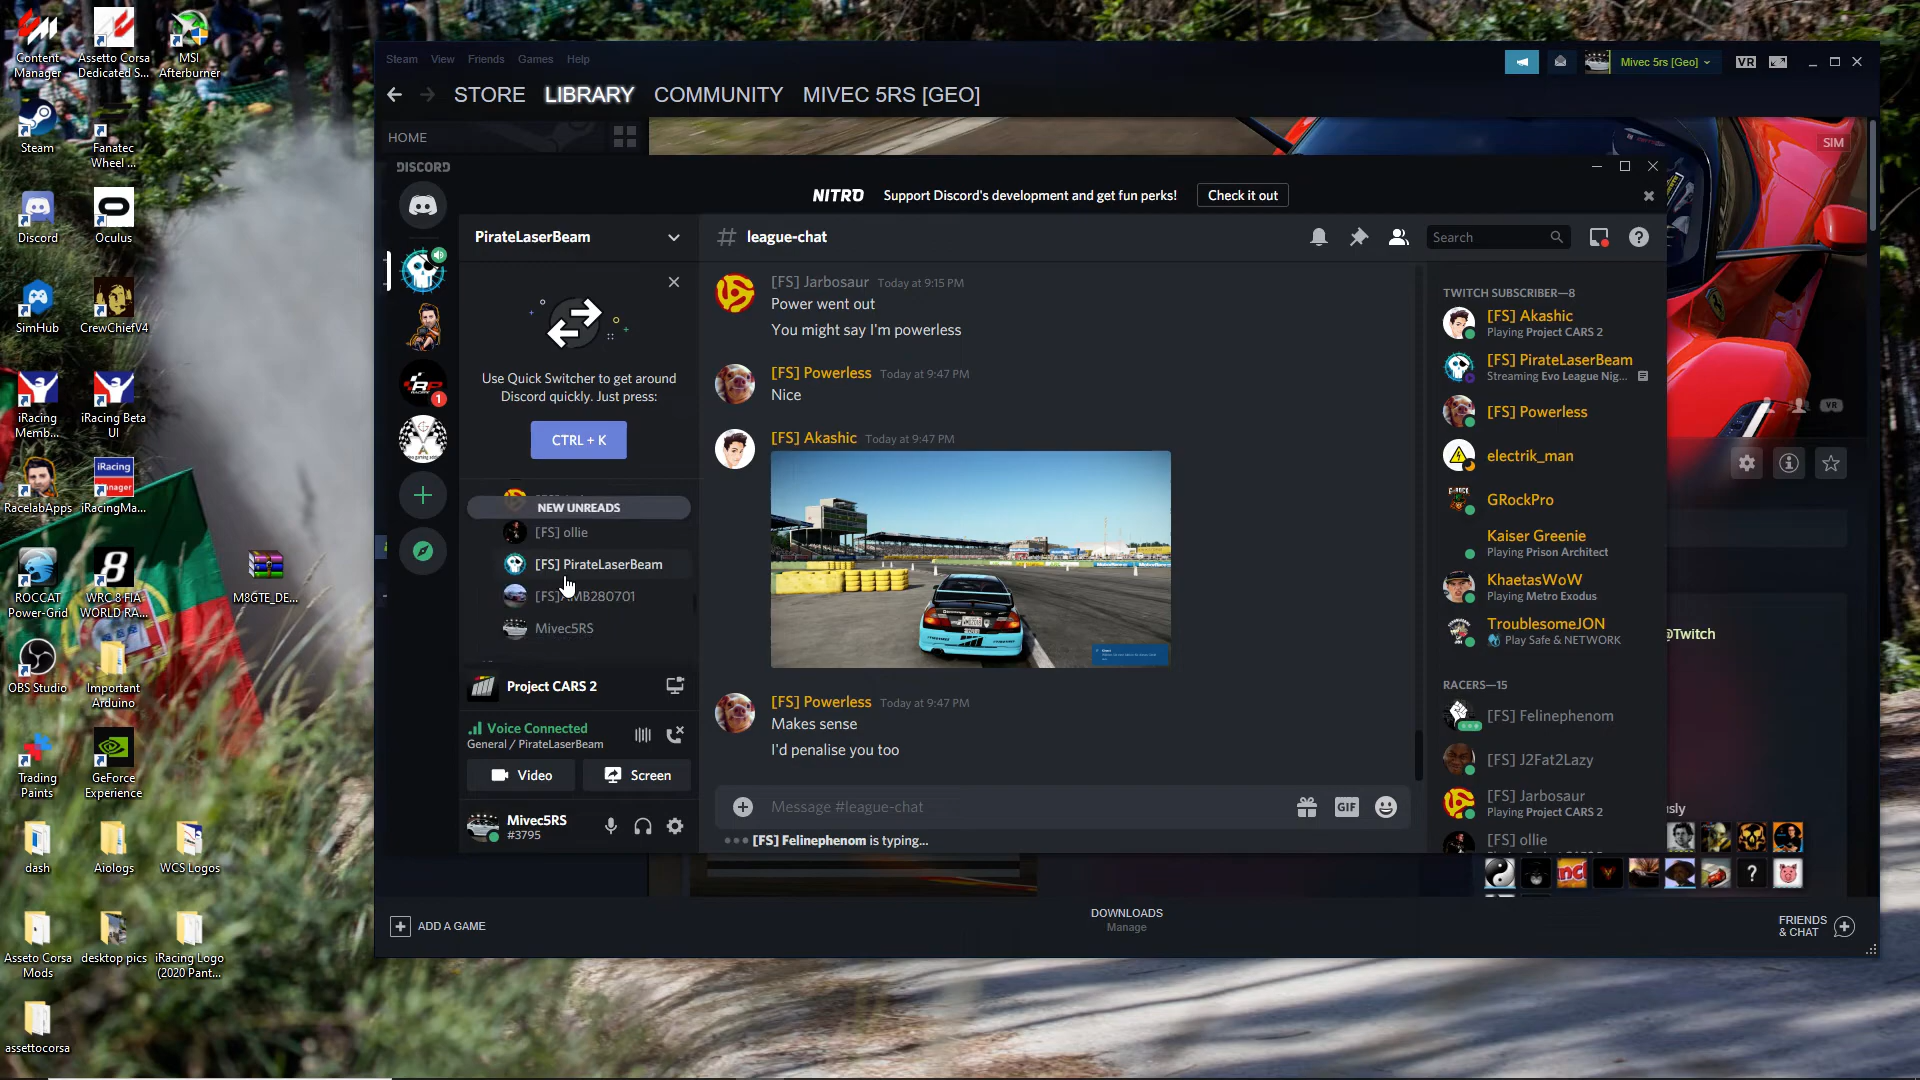 Content
Manager
Assetto Corsa
Dedicated S...
MSI
Afterburner
Steam
Fanatec
Wheel ...
Discord
Oculus
SimHub
CrewChiefV4
iRacing
Memb...
iRacing Beta
UI
RacelabApps
iRacing
manager
iRacingMa...
ROCCAT
Power-Grid
8
WRC 8 FIA
WORLD RA...
M8GTE_DE...
OBS Studio
Important
Arduino
Trading
Paints
GeForce
Experience
dash
Aiologs
WCS Logos
Asseto Corsa
Mods
desktop pics
iRacing Logo
(2020 Pant...
assettocorsa
Steam View Friends Games Help
Mivec 5rs [Geo]
VR
STORE LIBRARY COMMUNITY MIVEC 5RS [GEO]
HOME
SIM
DISCORD
NITRO Support Discord's development and get fun perks! Check it out
PirateLaserBeam
# league-chat
Search
1
Use Quick Switcher to get around
Discord quickly. Just press:
CTRL + K
NEW UNREADS
[FS] ollie
[FS] PirateLaserBeam
MB280701
Mivec5RS
Project CARS 2
Voice Connected
General / PirateLaserBeam
Video
Screen
Mivec5RS
#3795
[FS] Jarbosaur Today at 9:15 PM
Power went out
You might say I'm powerless
[FS] Powerless Today at 9:47 PM
Nice
[FS] Akashic Today at 9:47 PM
[FS] Powerless Today at 9:47 PM
Makes sense
I'd penalise you too
Message #league-chat
GIF
[FS] Felinephenom is typing...
TWITCH SUBSCRIBER—8
[FS] Akashic
Playing Project CARS 2
[FS] PirateLaserBeam
Streaming Evo League Nig...
[FS] Powerless
electrik_man
GRockPro
Kaiser Greenie
Playing Prison Architect
KhaetasWoW
Playing Metro Exodus
TroublesomeJON
Play Safe & NETWORK
RACERS—15
[FS] Felinephenom
[FS] J2Fat2Lazy
[FS] Jarbosaur
Playing Project CARS 2
[FS] ollie
VR
@Twitch
usly
ADD A GAME
DOWNLOADS
Manage
FRIENDS
& CHAT